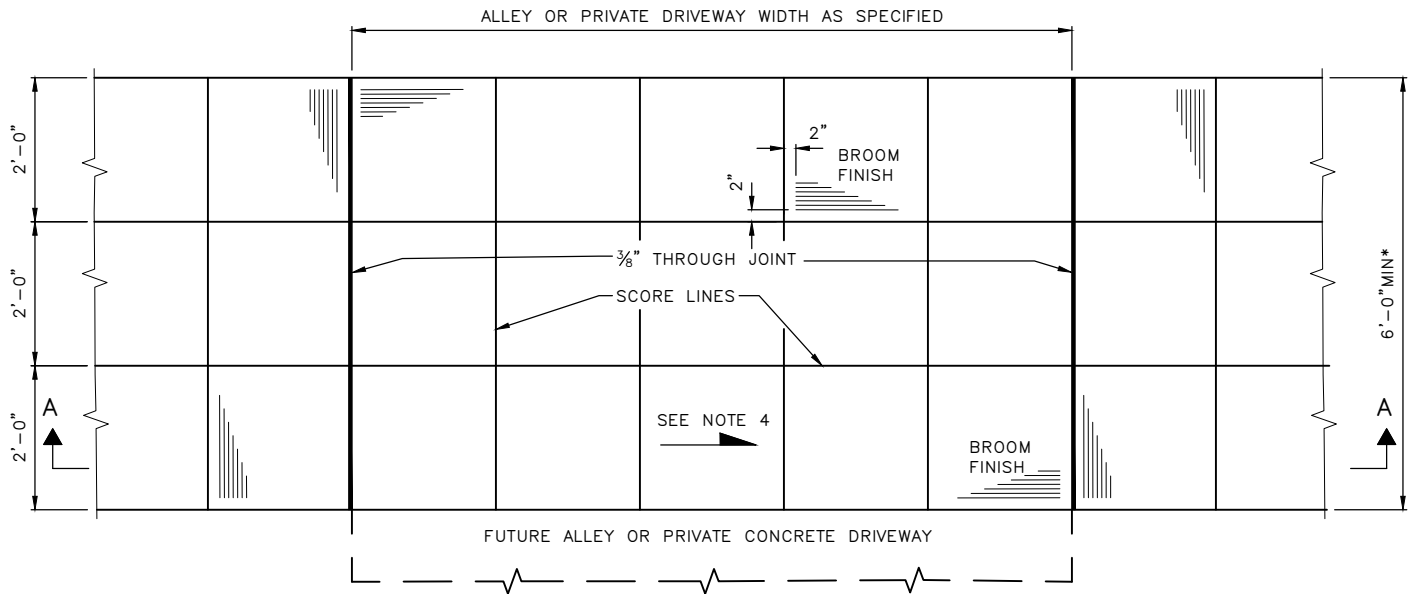 ALLEY OR PRIVATE DRIVEWAY WIDTH AS SPECIFIED
2'-0"
2"
BROOM
FINISH
2"
2'-0"
⅜" THROUGH JOINT
6'-0"MIN*
SCORE LINES
2'-0"
A
SEE NOTE 4
A
BROOM
FINISH
FUTURE ALLEY OR PRIVATE CONCRETE DRIVEWAY